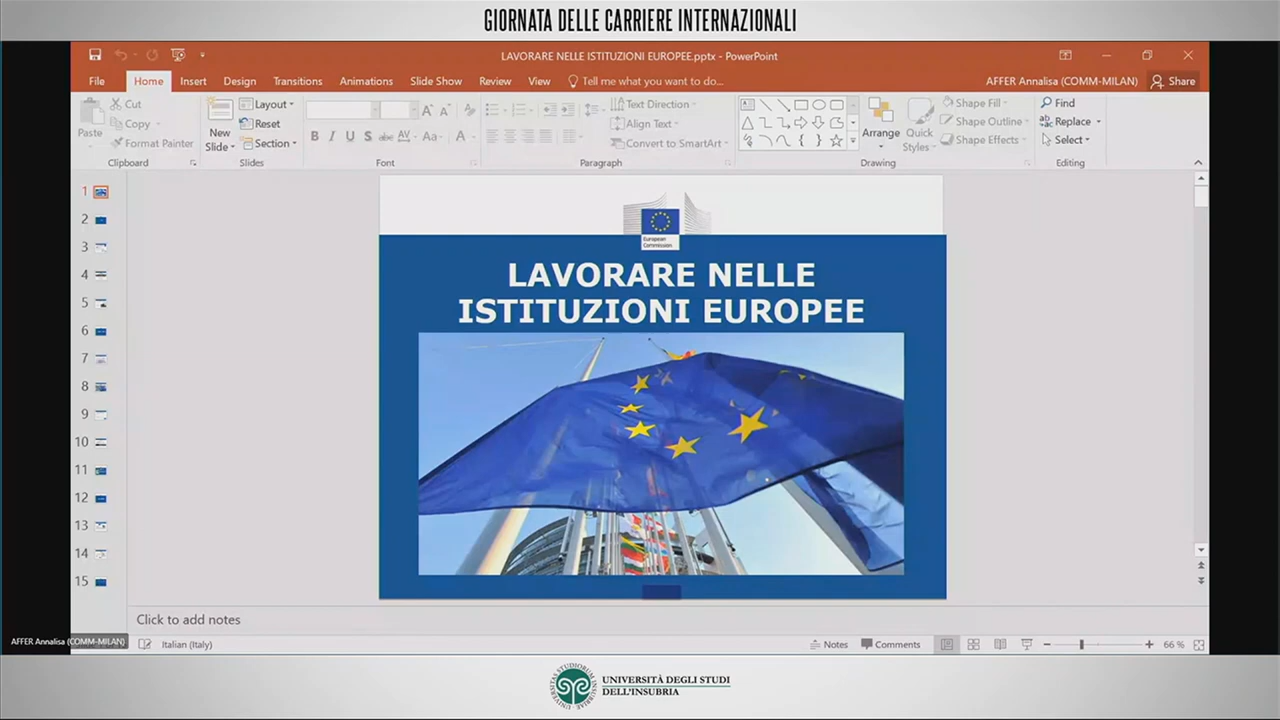 GIORNATA DELLE CARRIERE INTERNAZIONALI
LAVORARE NELLE ISTITUZIONI EUROPEE.pptx - PowerPoint
File Home Insert Design Transitions Animations Slide Show Review View Tell me what you want to do... AFFER Annalisa (COMM-MILAN) Share
Paste
Cut
Copy
Format Painter
Clipboard
New
Slide
Layout
Reset
Section
Slides
B I U S abc AV Aa A
Font
Text Direction
Align Text
Convert to SmartArt
Paragraph
Arrange
Quick
Styles
Shape Fill
Shape Outline
Shape Effects
Drawing
Find
Replace
Select
Editing
1
2
3
4
5
6
7
8
9
10
11
12
13
14
15
European
Commission
LAVORARE NELLE
ISTITUZIONI EUROPEE
Click to add notes
AFFER Annalisa (COMM-MILAN)
Italian (Italy)
Notes Comments 66 %
UNIVERSITÀ DEGLI STUDI
DELL'INSUBRIA